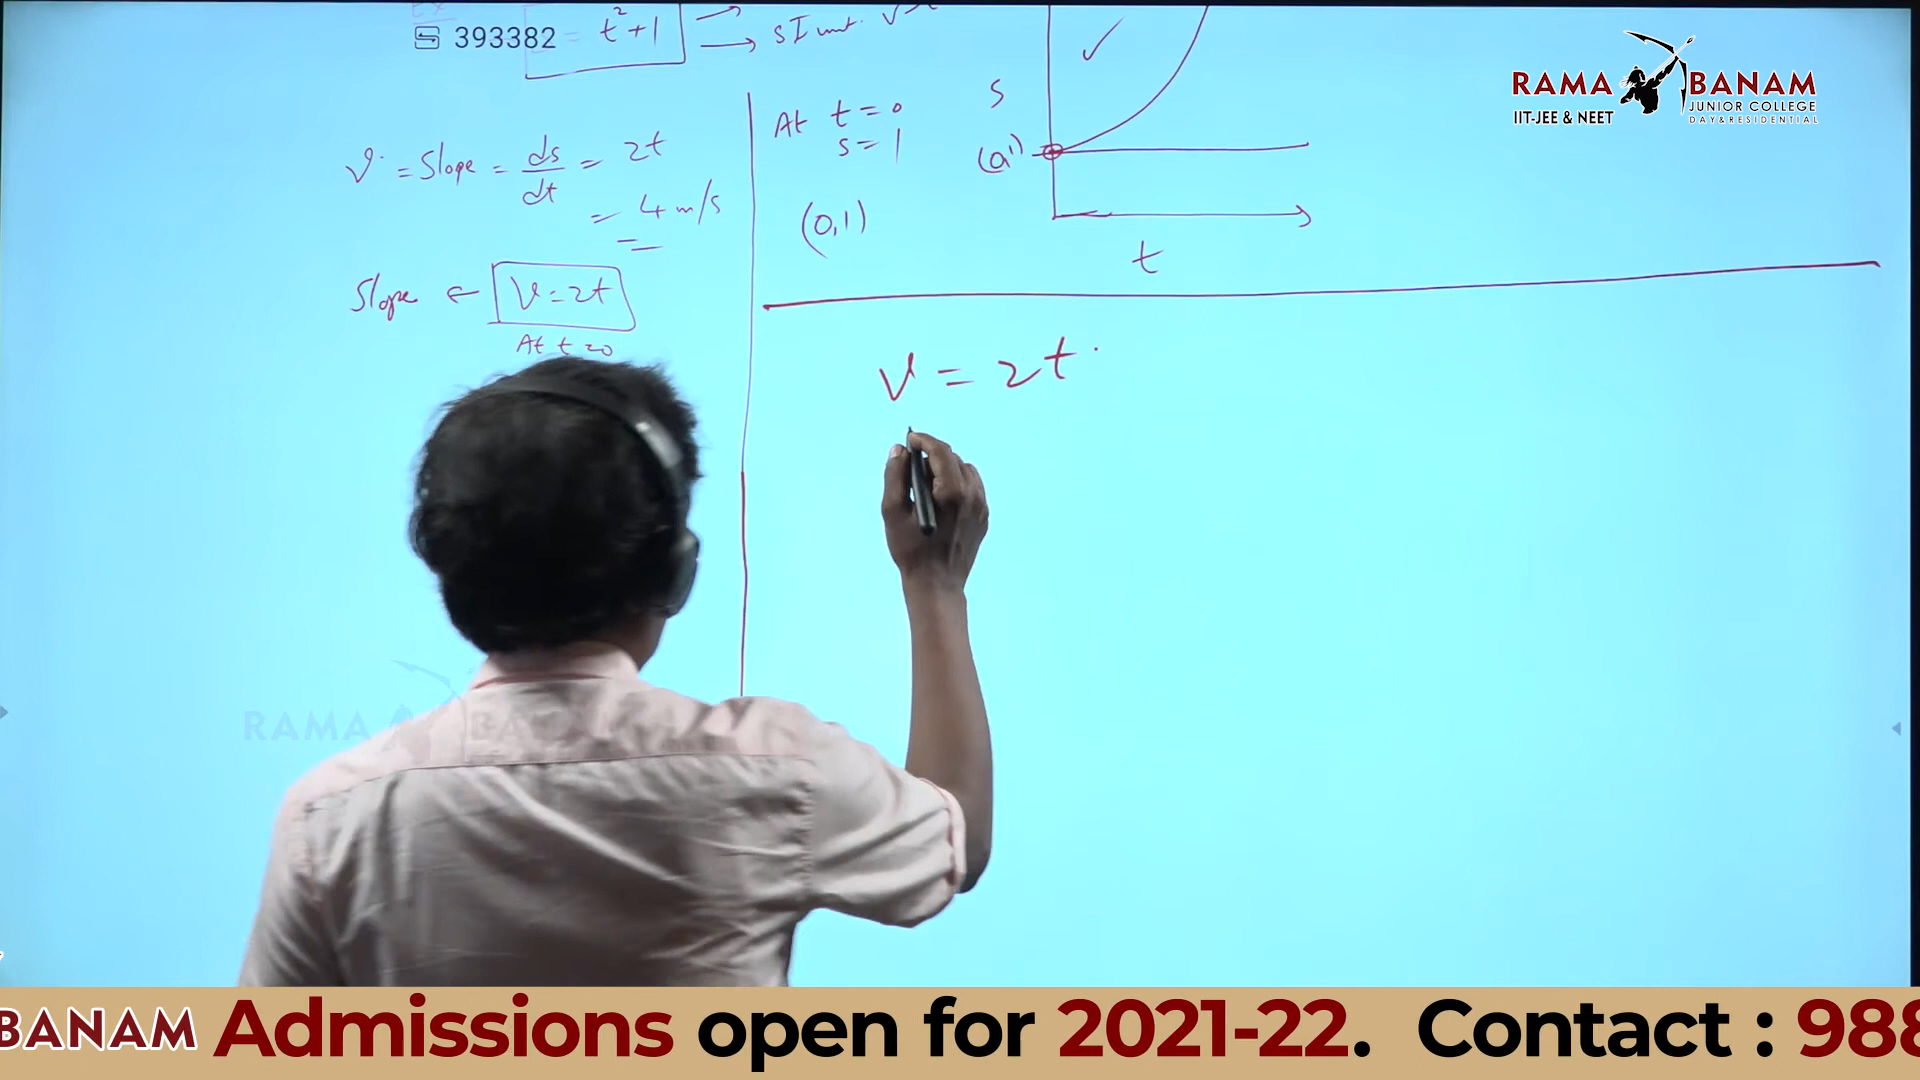 393382 = t²+1
→ SI unit.
V = Slope = ds/dt = 2t
= 4 m/s
Slope ← V = 2t
At t=0
At t = 0
s = 1
(0,1)
s
(0,1)
t
V = 2t
RAMA BANAM
JUNIOR COLLEGE
IIT-JEE & NEET
DAY & RESIDENTIAL
RAMA BA
BANAM Admissions open for 2021-22. Contact : 988